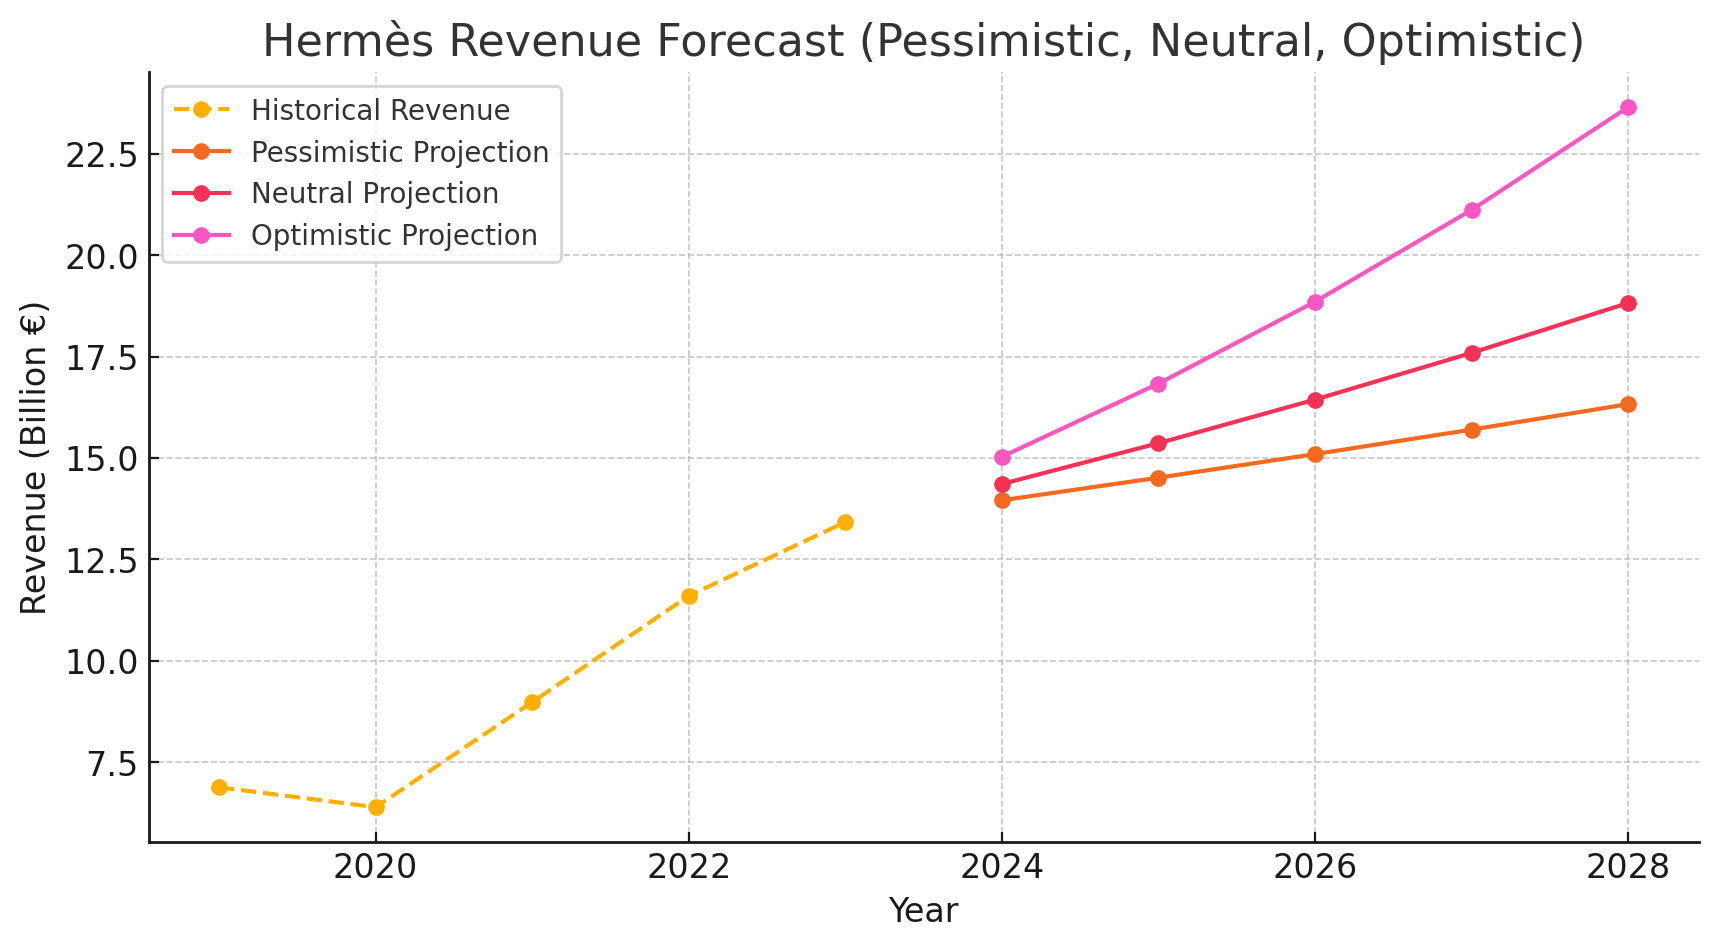 Hermès Revenue Forecast (Pessimistic, Neutral, Optimistic)
Historical Revenue
Pessimistic Projection
Neutral Projection
Optimistic Projection
Revenue (Billion €)
22.5
20.0
17.5
15.0
12.5
10.0
7.5
2020
2022
2024
2026
2028
Year